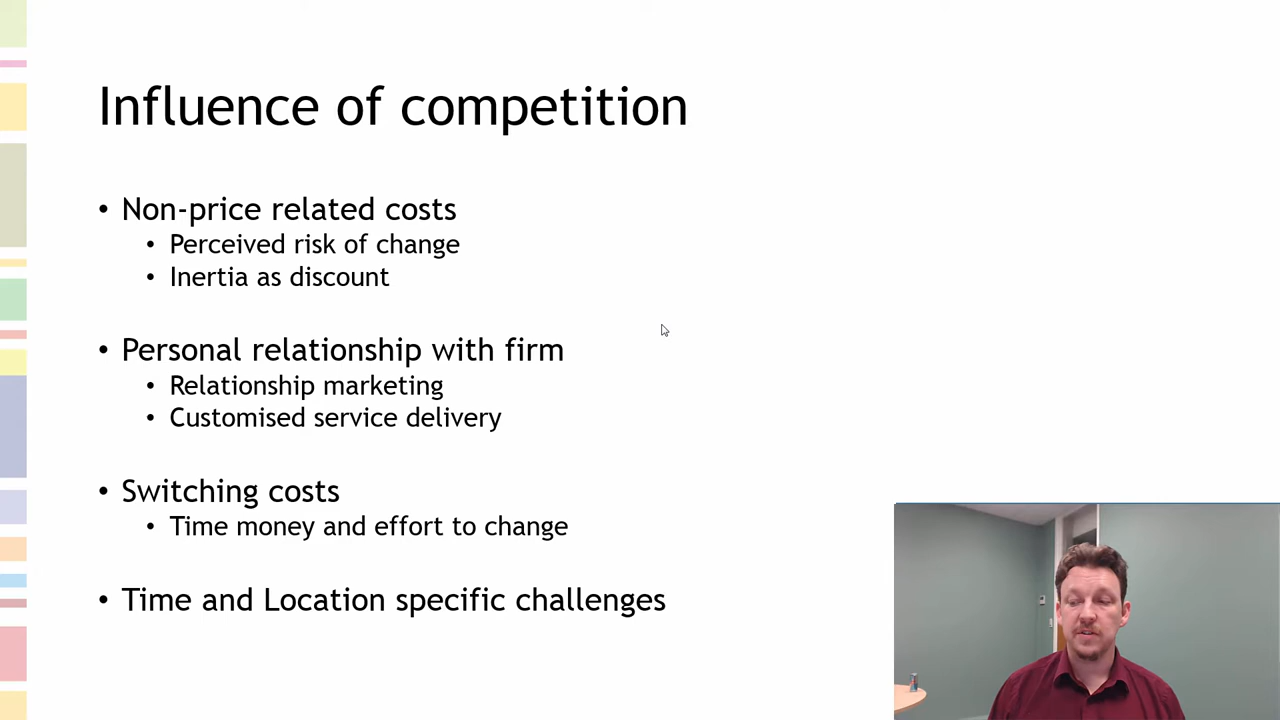 Influence of competition
• Non-price related costs
• Perceived risk of change
• Inertia as discount
• Personal relationship with firm
• Relationship marketing
• Customised service delivery
• Switching costs
• Time money and effort to change
• Time and Location specific challenges